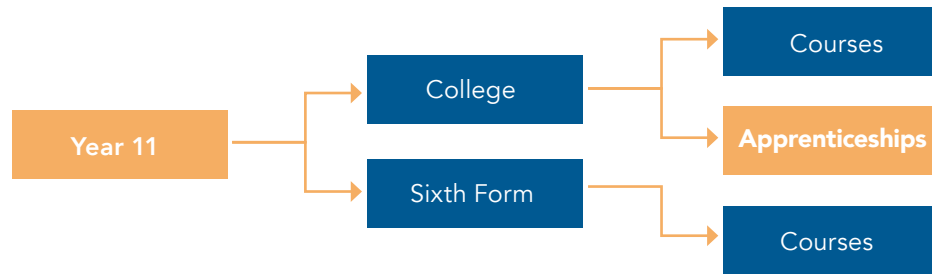 Year 11
College
Sixth Form
Courses
Apprenticeships
Courses